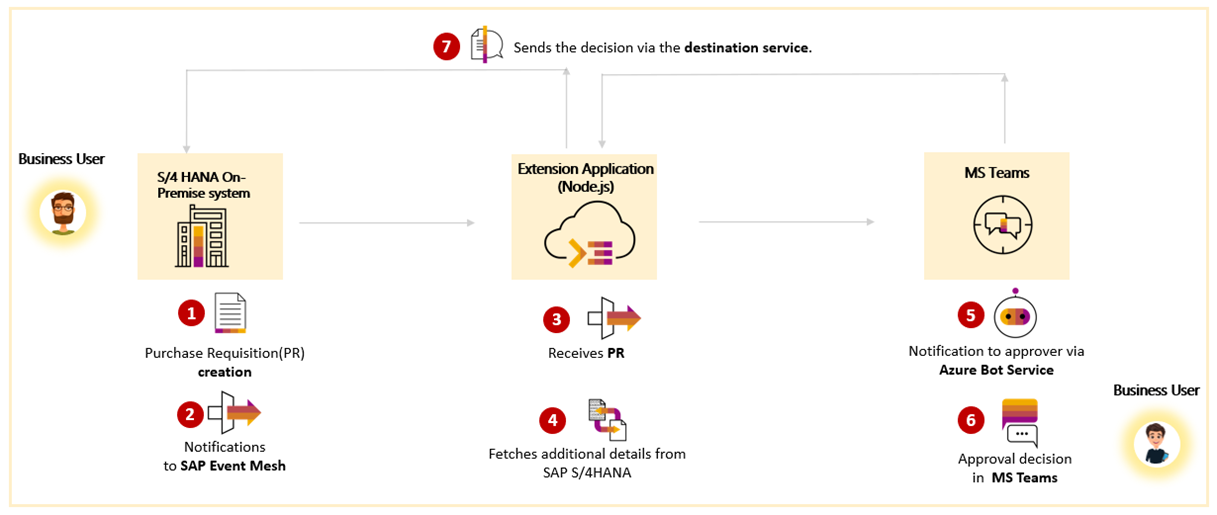 7
Sends the decision via the destination service.
Business User
S/4 HANA On-
Premise system
Extension Application
(Node.js)
MS Teams
1
Purchase Requisition(PR)
creation
2
Notifications
to SAP Event Mesh
3
Receives PR
4
Fetches additional details from
SAP S/4HANA
5
Notification to approver via
Azure Bot Service
6
Approval decision
in MS Teams
Business User